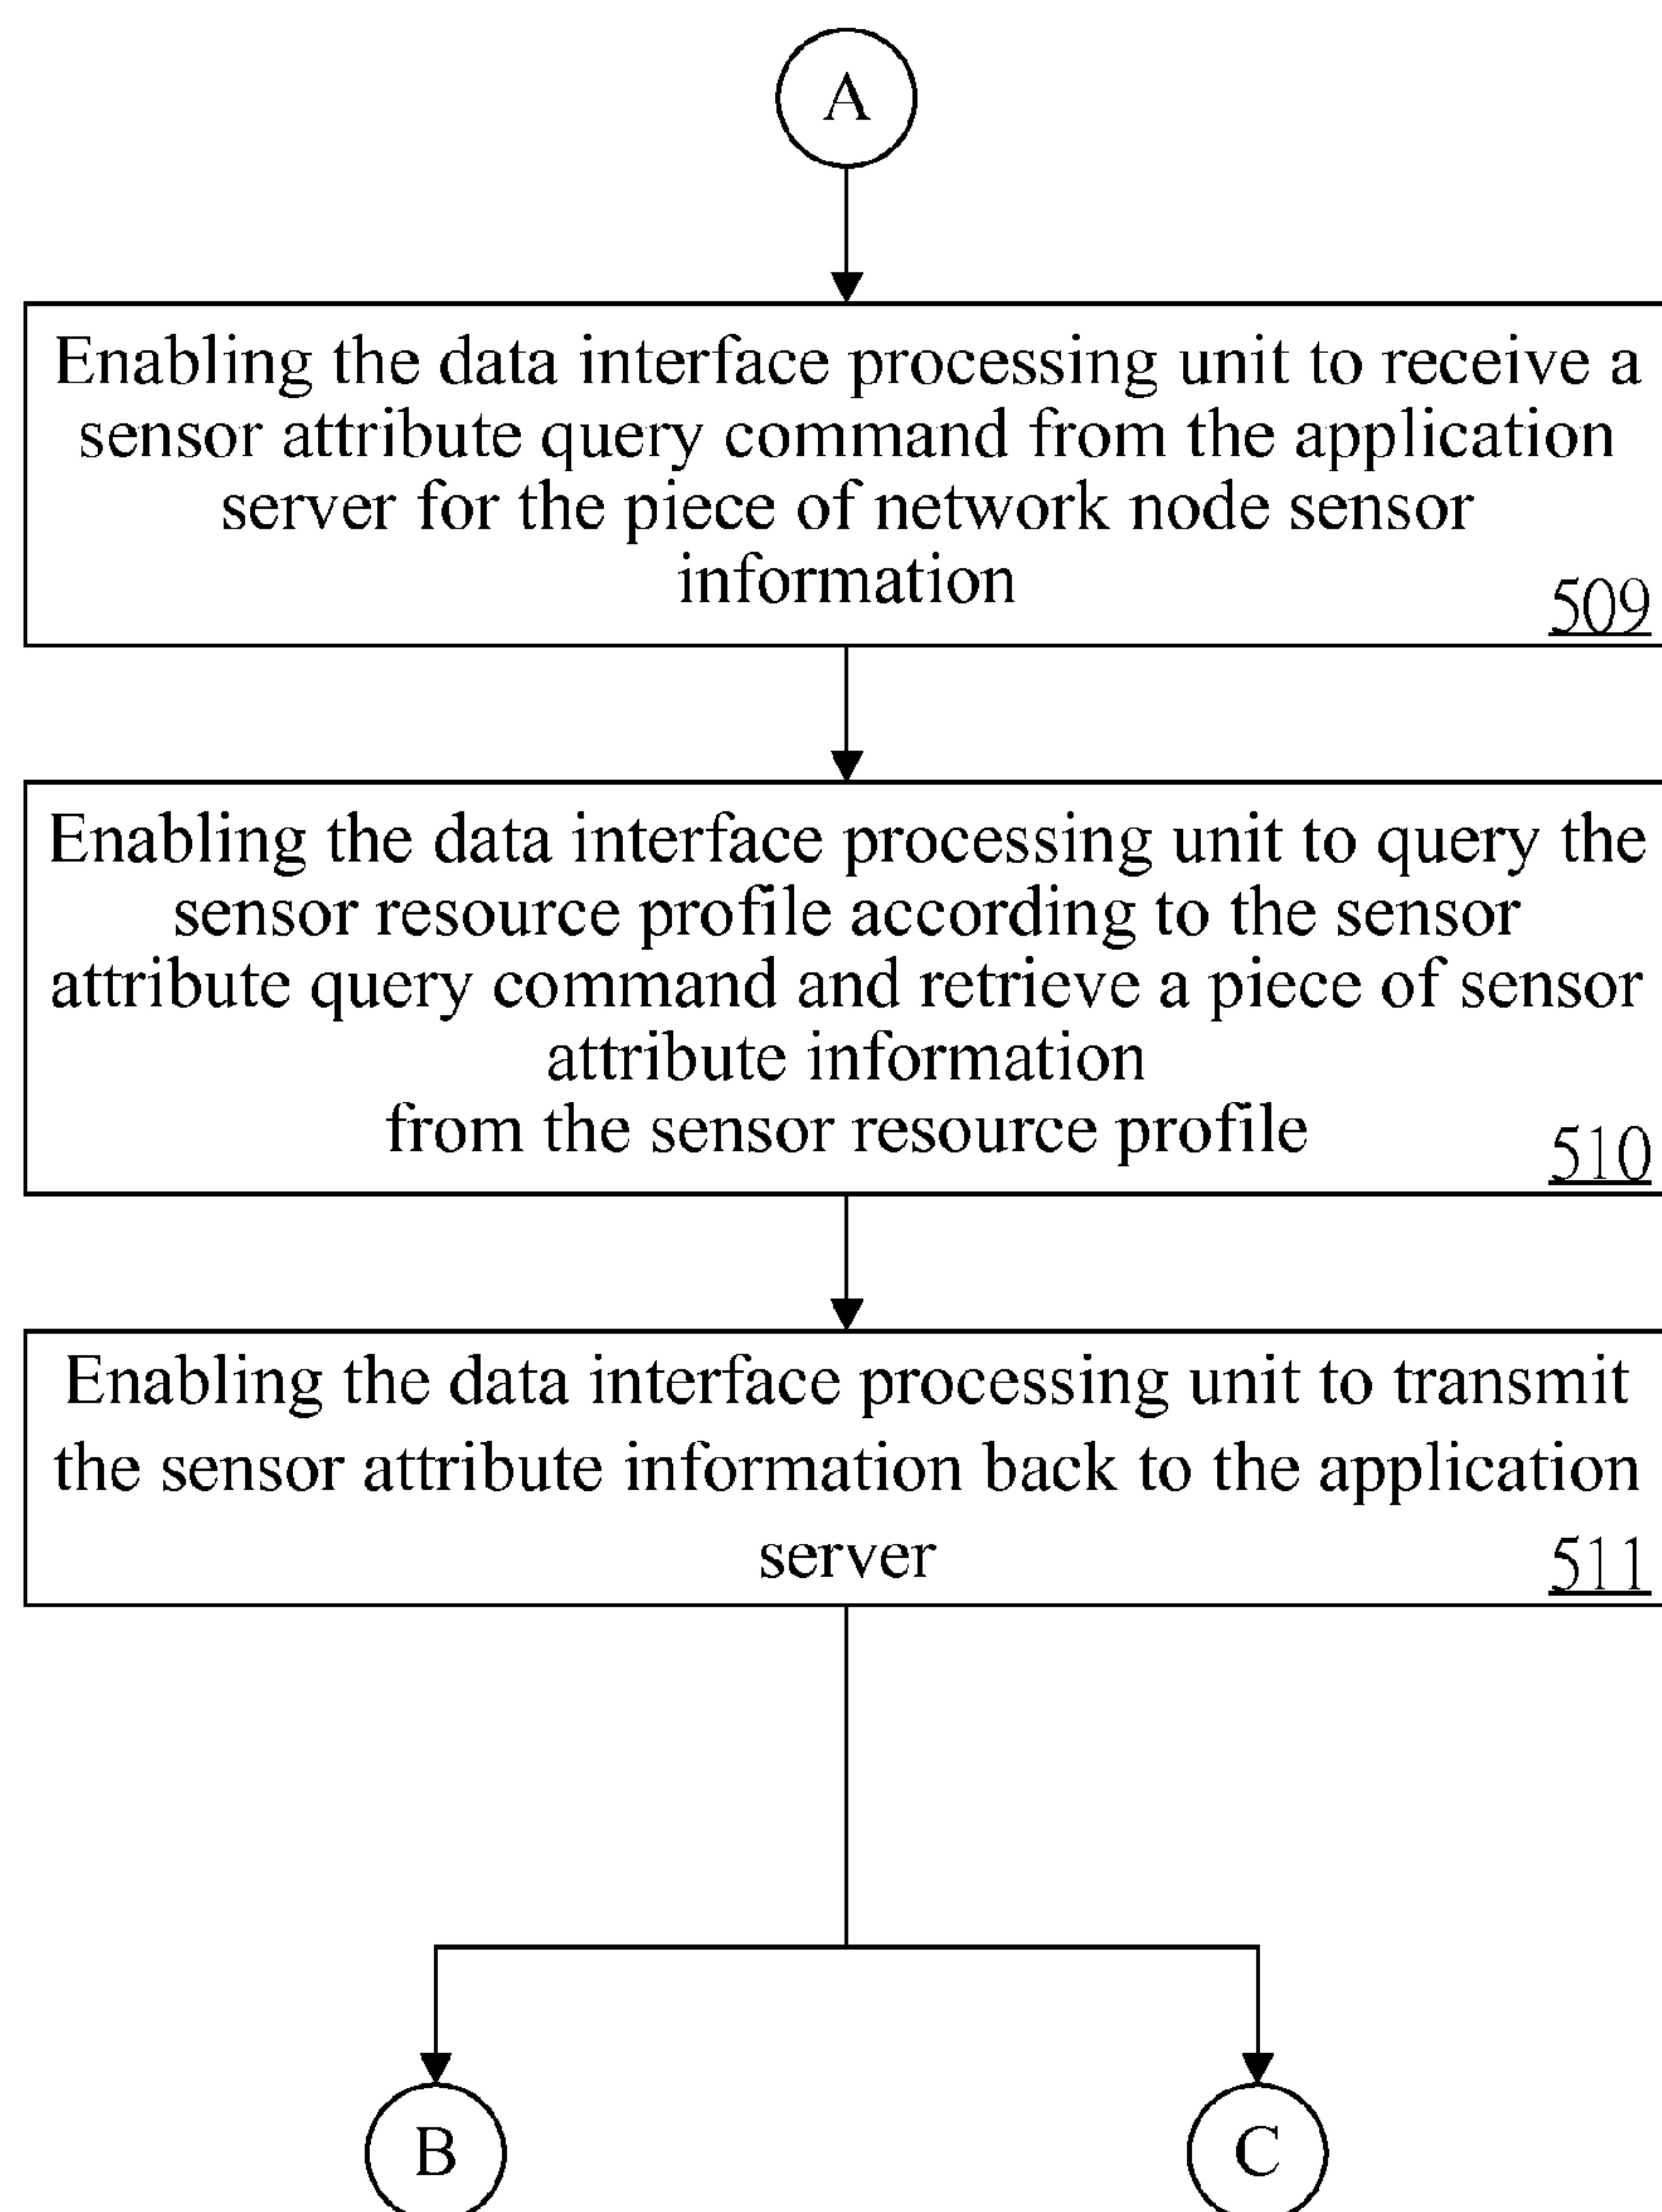 A
Enabling the data interface processing unit to receive a
sensor attribute query command from the application
server for the piece of network node sensor
information
509
Enabling the data interface processing unit to query the
sensor resource profile according to the sensor
attribute query command and retrieve a piece of sensor
attribute information
from the sensor resource profile
510
Enabling the data interface processing unit to transmit
the sensor attribute information back to the application
server
511
B
C